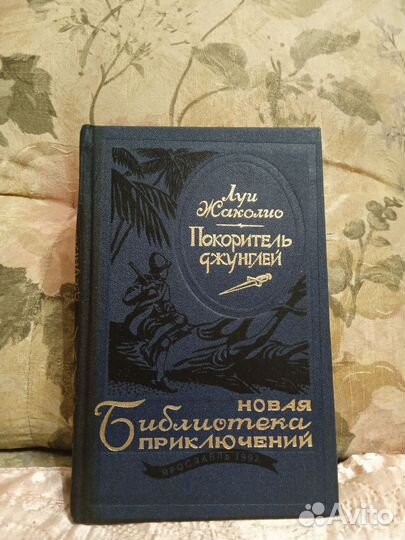 Луи
Жаколио
Покоритель
джунглей
НОВАЯ
Библиотека
ПРИКЛЮЧЕНИЙ
ЯРОСЛАВЛЬ 1992
Avito